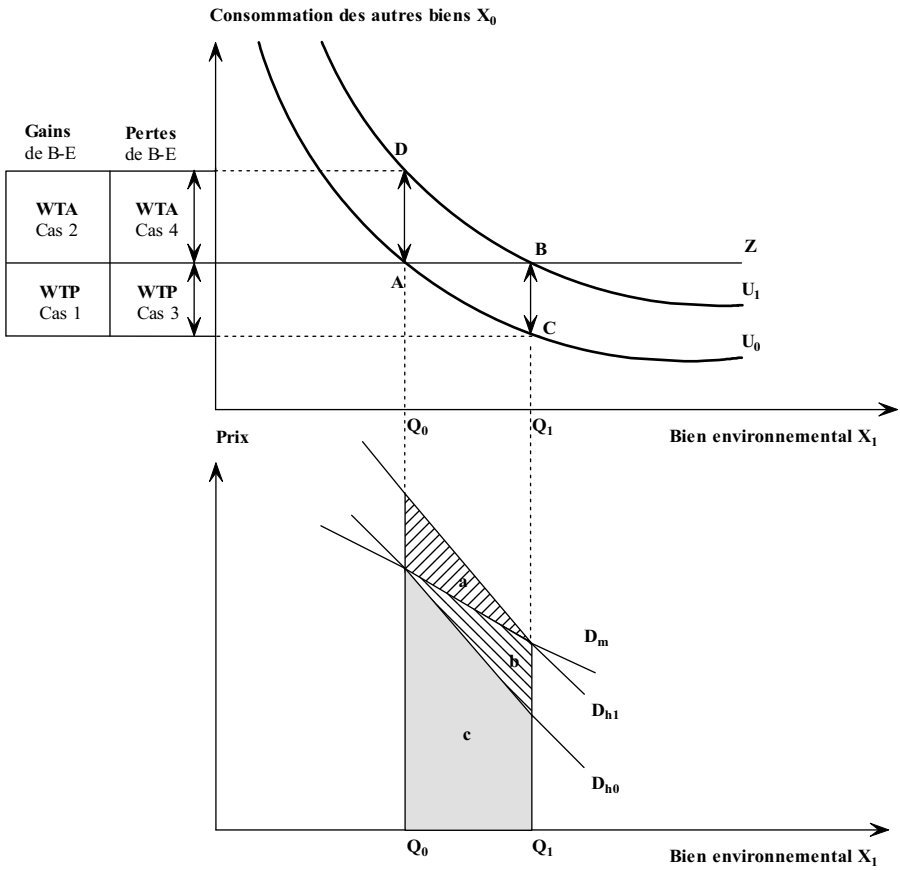 Consommation des autres biens X0
Gains
de B-E
Pertes
de B-E
WTA
Cas 2
WTA
Cas 4
WTP
Cas 1
WTP
Cas 3
D
B
Z
A
U1
C
U0
Q0
Q1
Bien environnemental X1
Prix
a
Dm
b
Dh1
c
Dh0
Q0
Q1
Bien environnemental X1